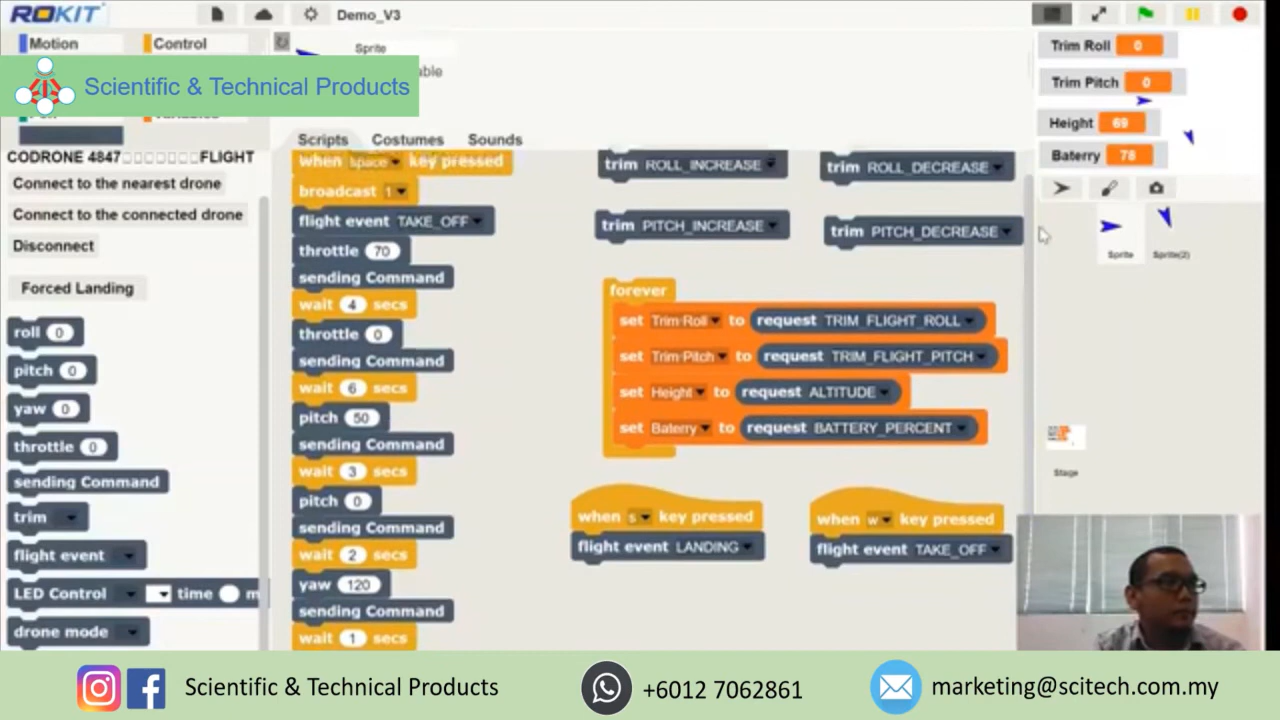 ROKIT
Demo_V3
Motion
Control
Sprite
Scientific & Technical Products
Scripts
Costumes
Sounds
CODRONE 4847□□□□□□□FLIGHT
Connect to the nearest drone
Connect to the connected drone
Disconnect
Forced Landing
roll 0
pitch 0
yaw 0
throttle 0
sending Command
trim
flight event
LED Control
time
drone mode
when space key pressed
broadcast 1
flight event TAKE_OFF
throttle 70
sending Command
wait 4 secs
throttle 0
sending Command
wait 6 secs
pitch 50
sending Command
wait 3 secs
pitch 0
sending Command
wait 2 secs
yaw 120
sending Command
wait 1 secs
trim ROLL_INCREASE
trim ROLL_DECREASE
trim PITCH_INCREASE
trim PITCH_DECREASE
forever
set Trim Roll to request TRIM_FLIGHT_ROLL
set Trim Pitch to request TRIM_FLIGHT_PITCH
set Height to request ALTITUDE
set Baterry to request BATTERY_PERCENT
when s key pressed
flight event LANDING
when w key pressed
flight event TAKE_OFF
Trim Roll 0
Trim Pitch 0
Height 69
Baterry 78
Sprite
Sprite(2)
Stage
Scientific & Technical Products
+6012 7062861
marketing@scitech.com.my